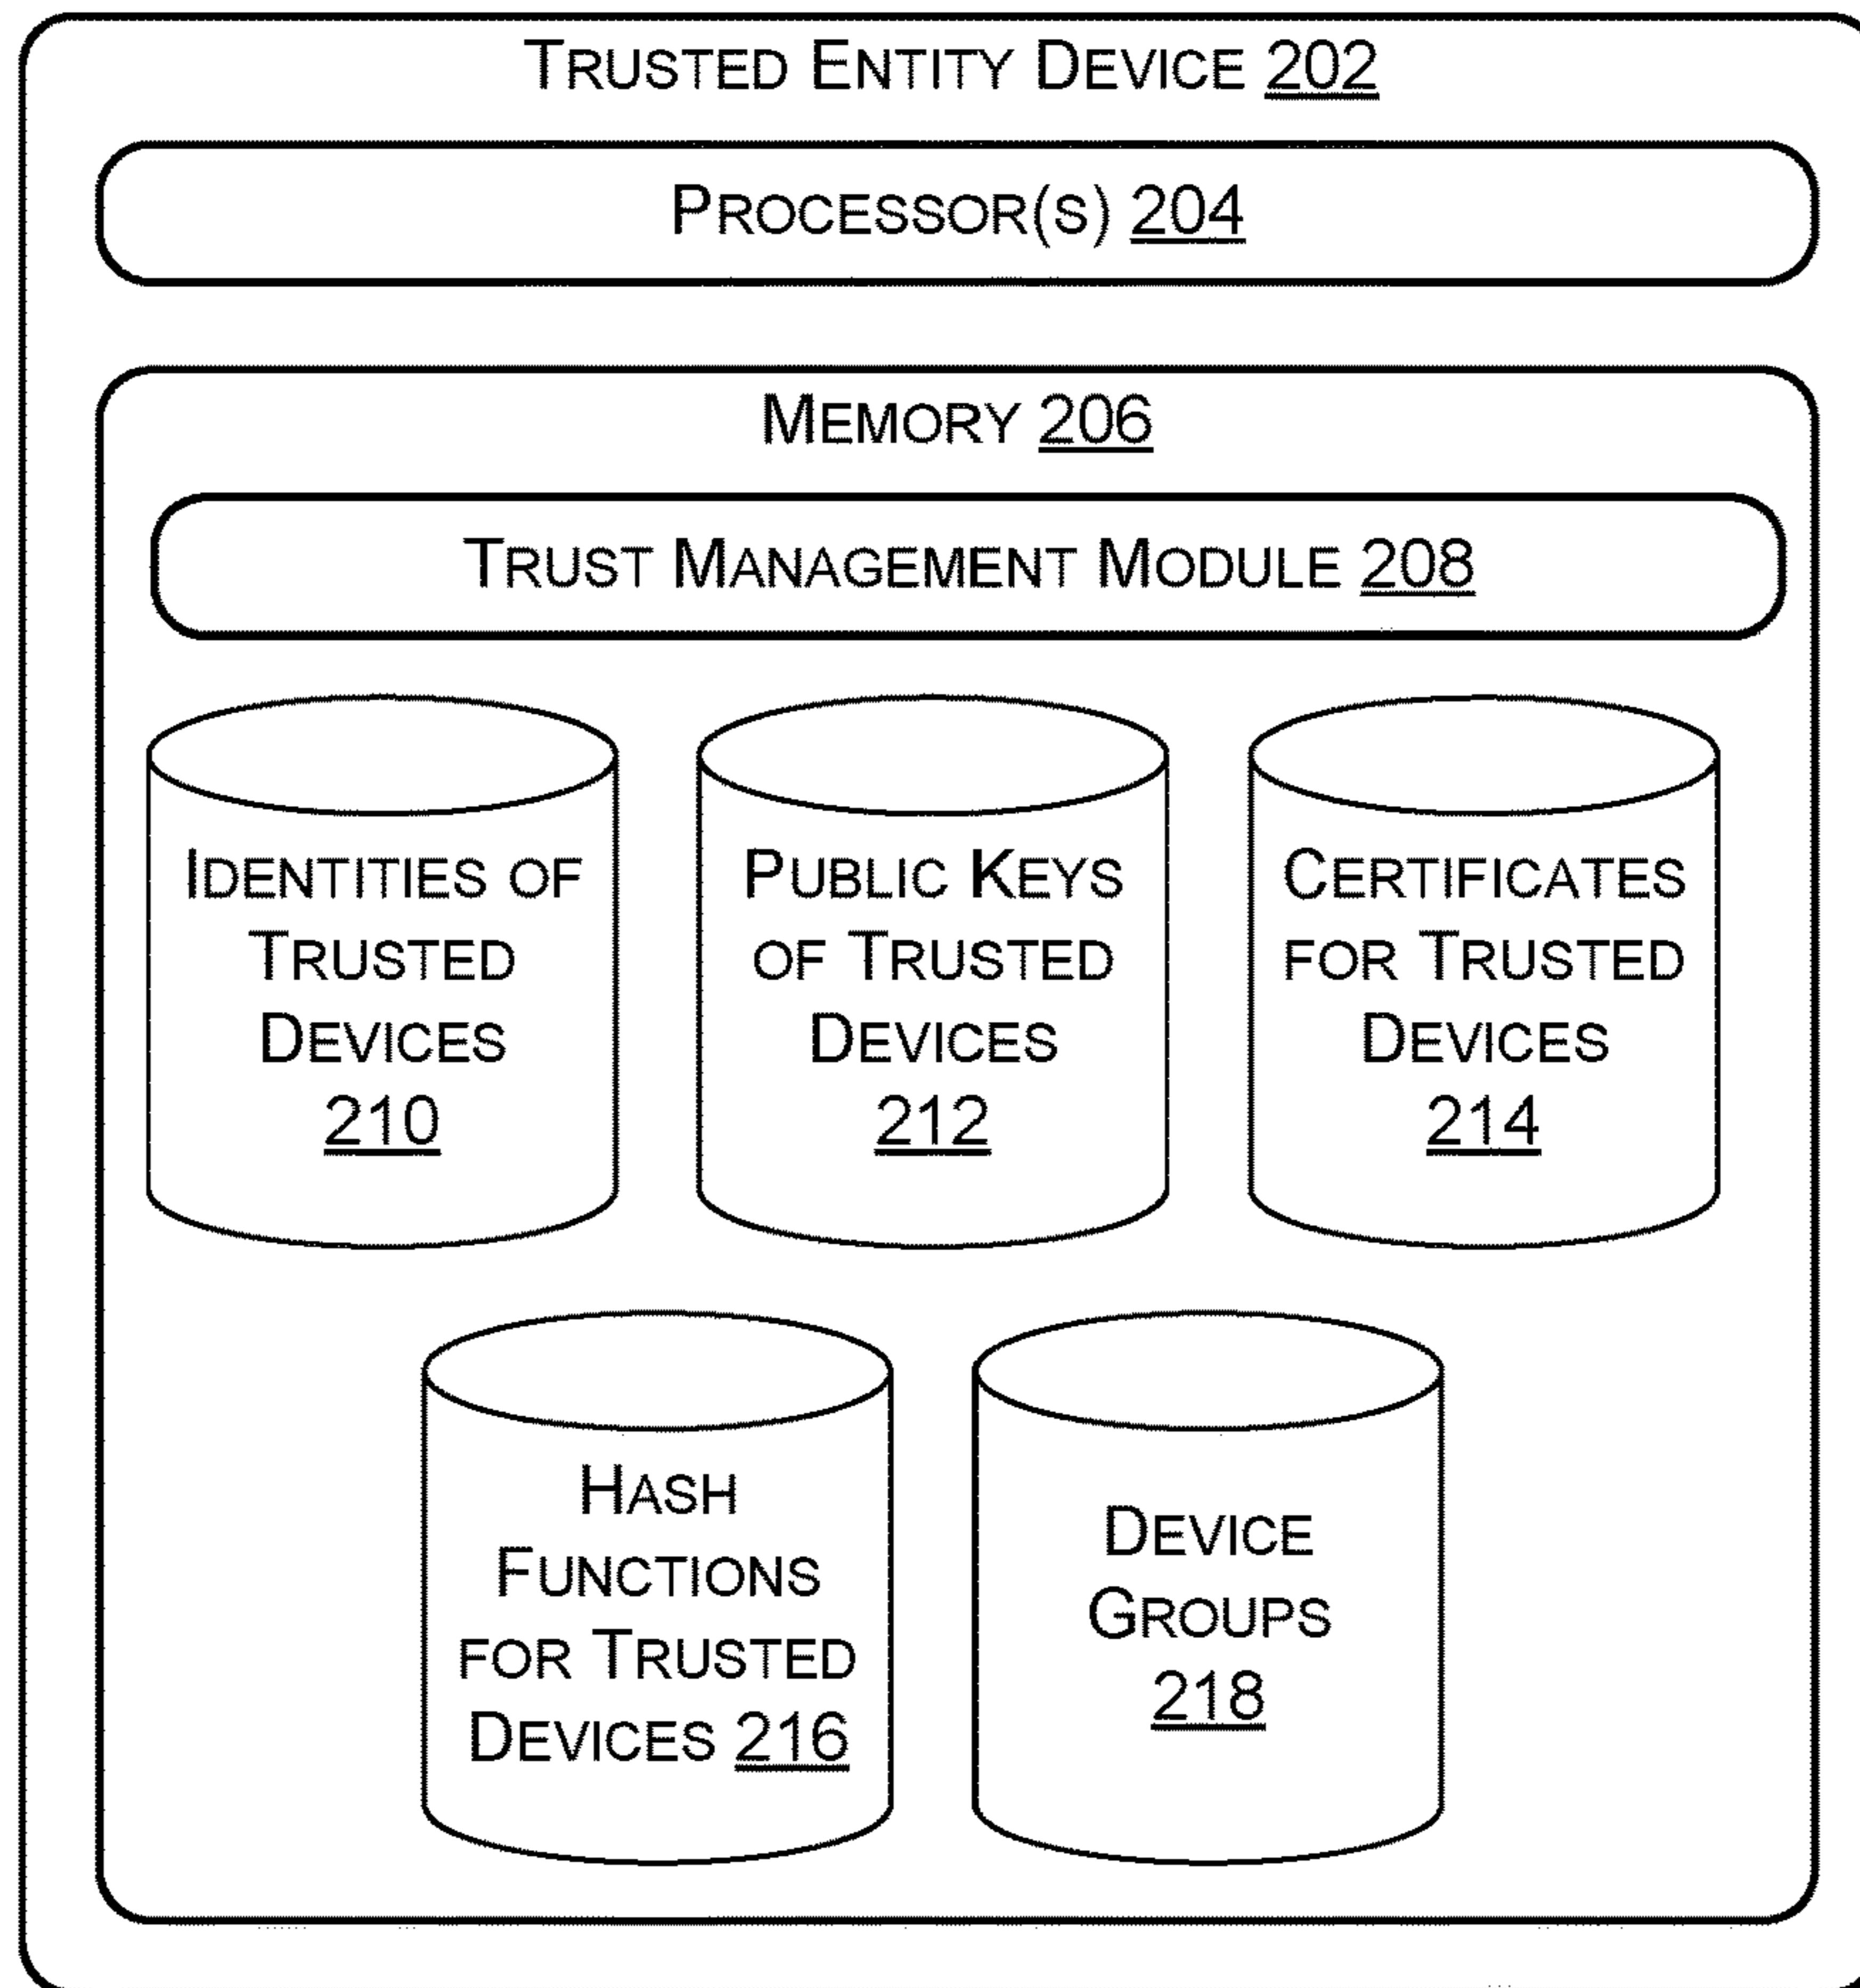 TRUSTED ENTITY DEVICE 202
PROCESSOR(S) 204
MEMORY 206
TRUST MANAGEMENT MODULE 208
IDENTITIES OF
TRUSTED
DEVICES
210
PUBLIC KEYS
OF TRUSTED
DEVICES
212
CERTIFICATES
FOR TRUSTED
DEVICES
214
HASH
FUNCTIONS
FOR TRUSTED
DEVICES 216
DEVICE
GROUPS
218